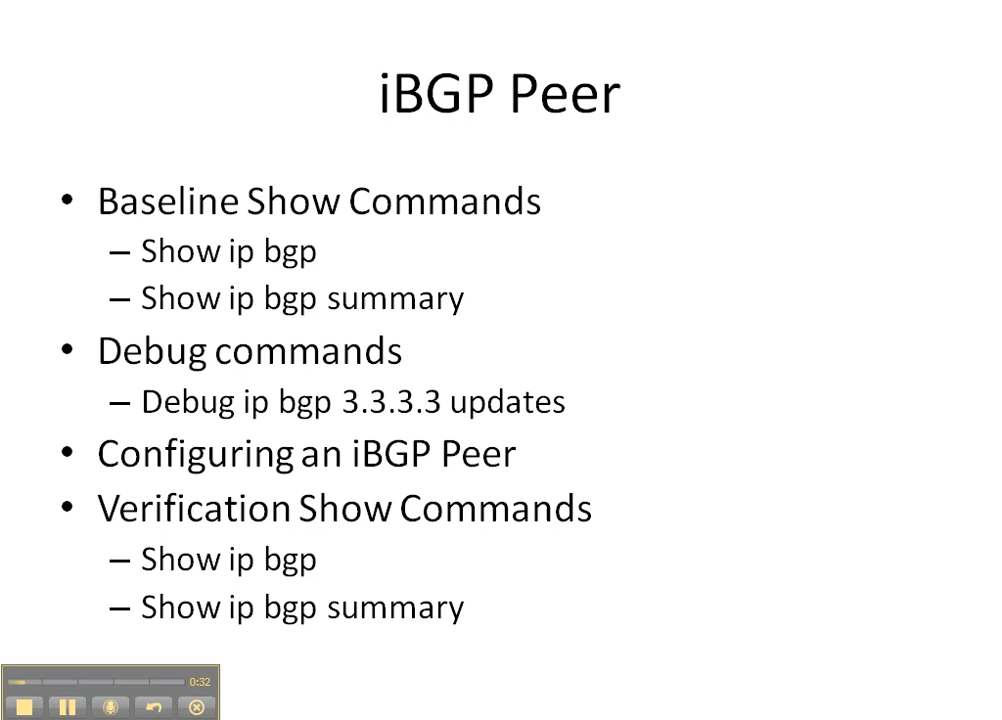 iBGP Peer
• Baseline Show Commands
– Show ip bgp
– Show ip bgp summary
• Debug commands
– Debug ip bgp 3.3.3.3 updates
• Configuring an iBGP Peer
• Verification Show Commands
– Show ip bgp
– Show ip bgp summary
0:32